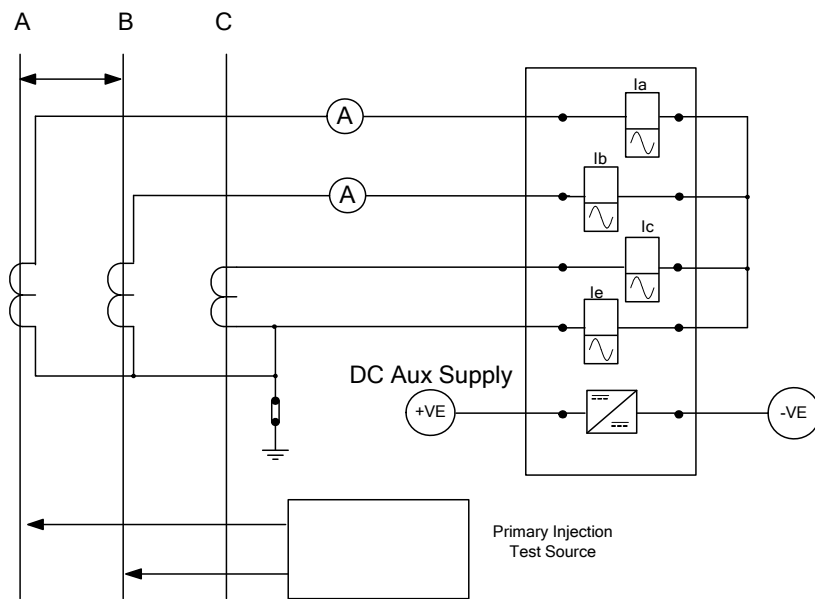 A B C
Ia
A
Ib
A
Ic
Ie
DC Aux Supply
+VE
-VE
Primary Injection
Test Source